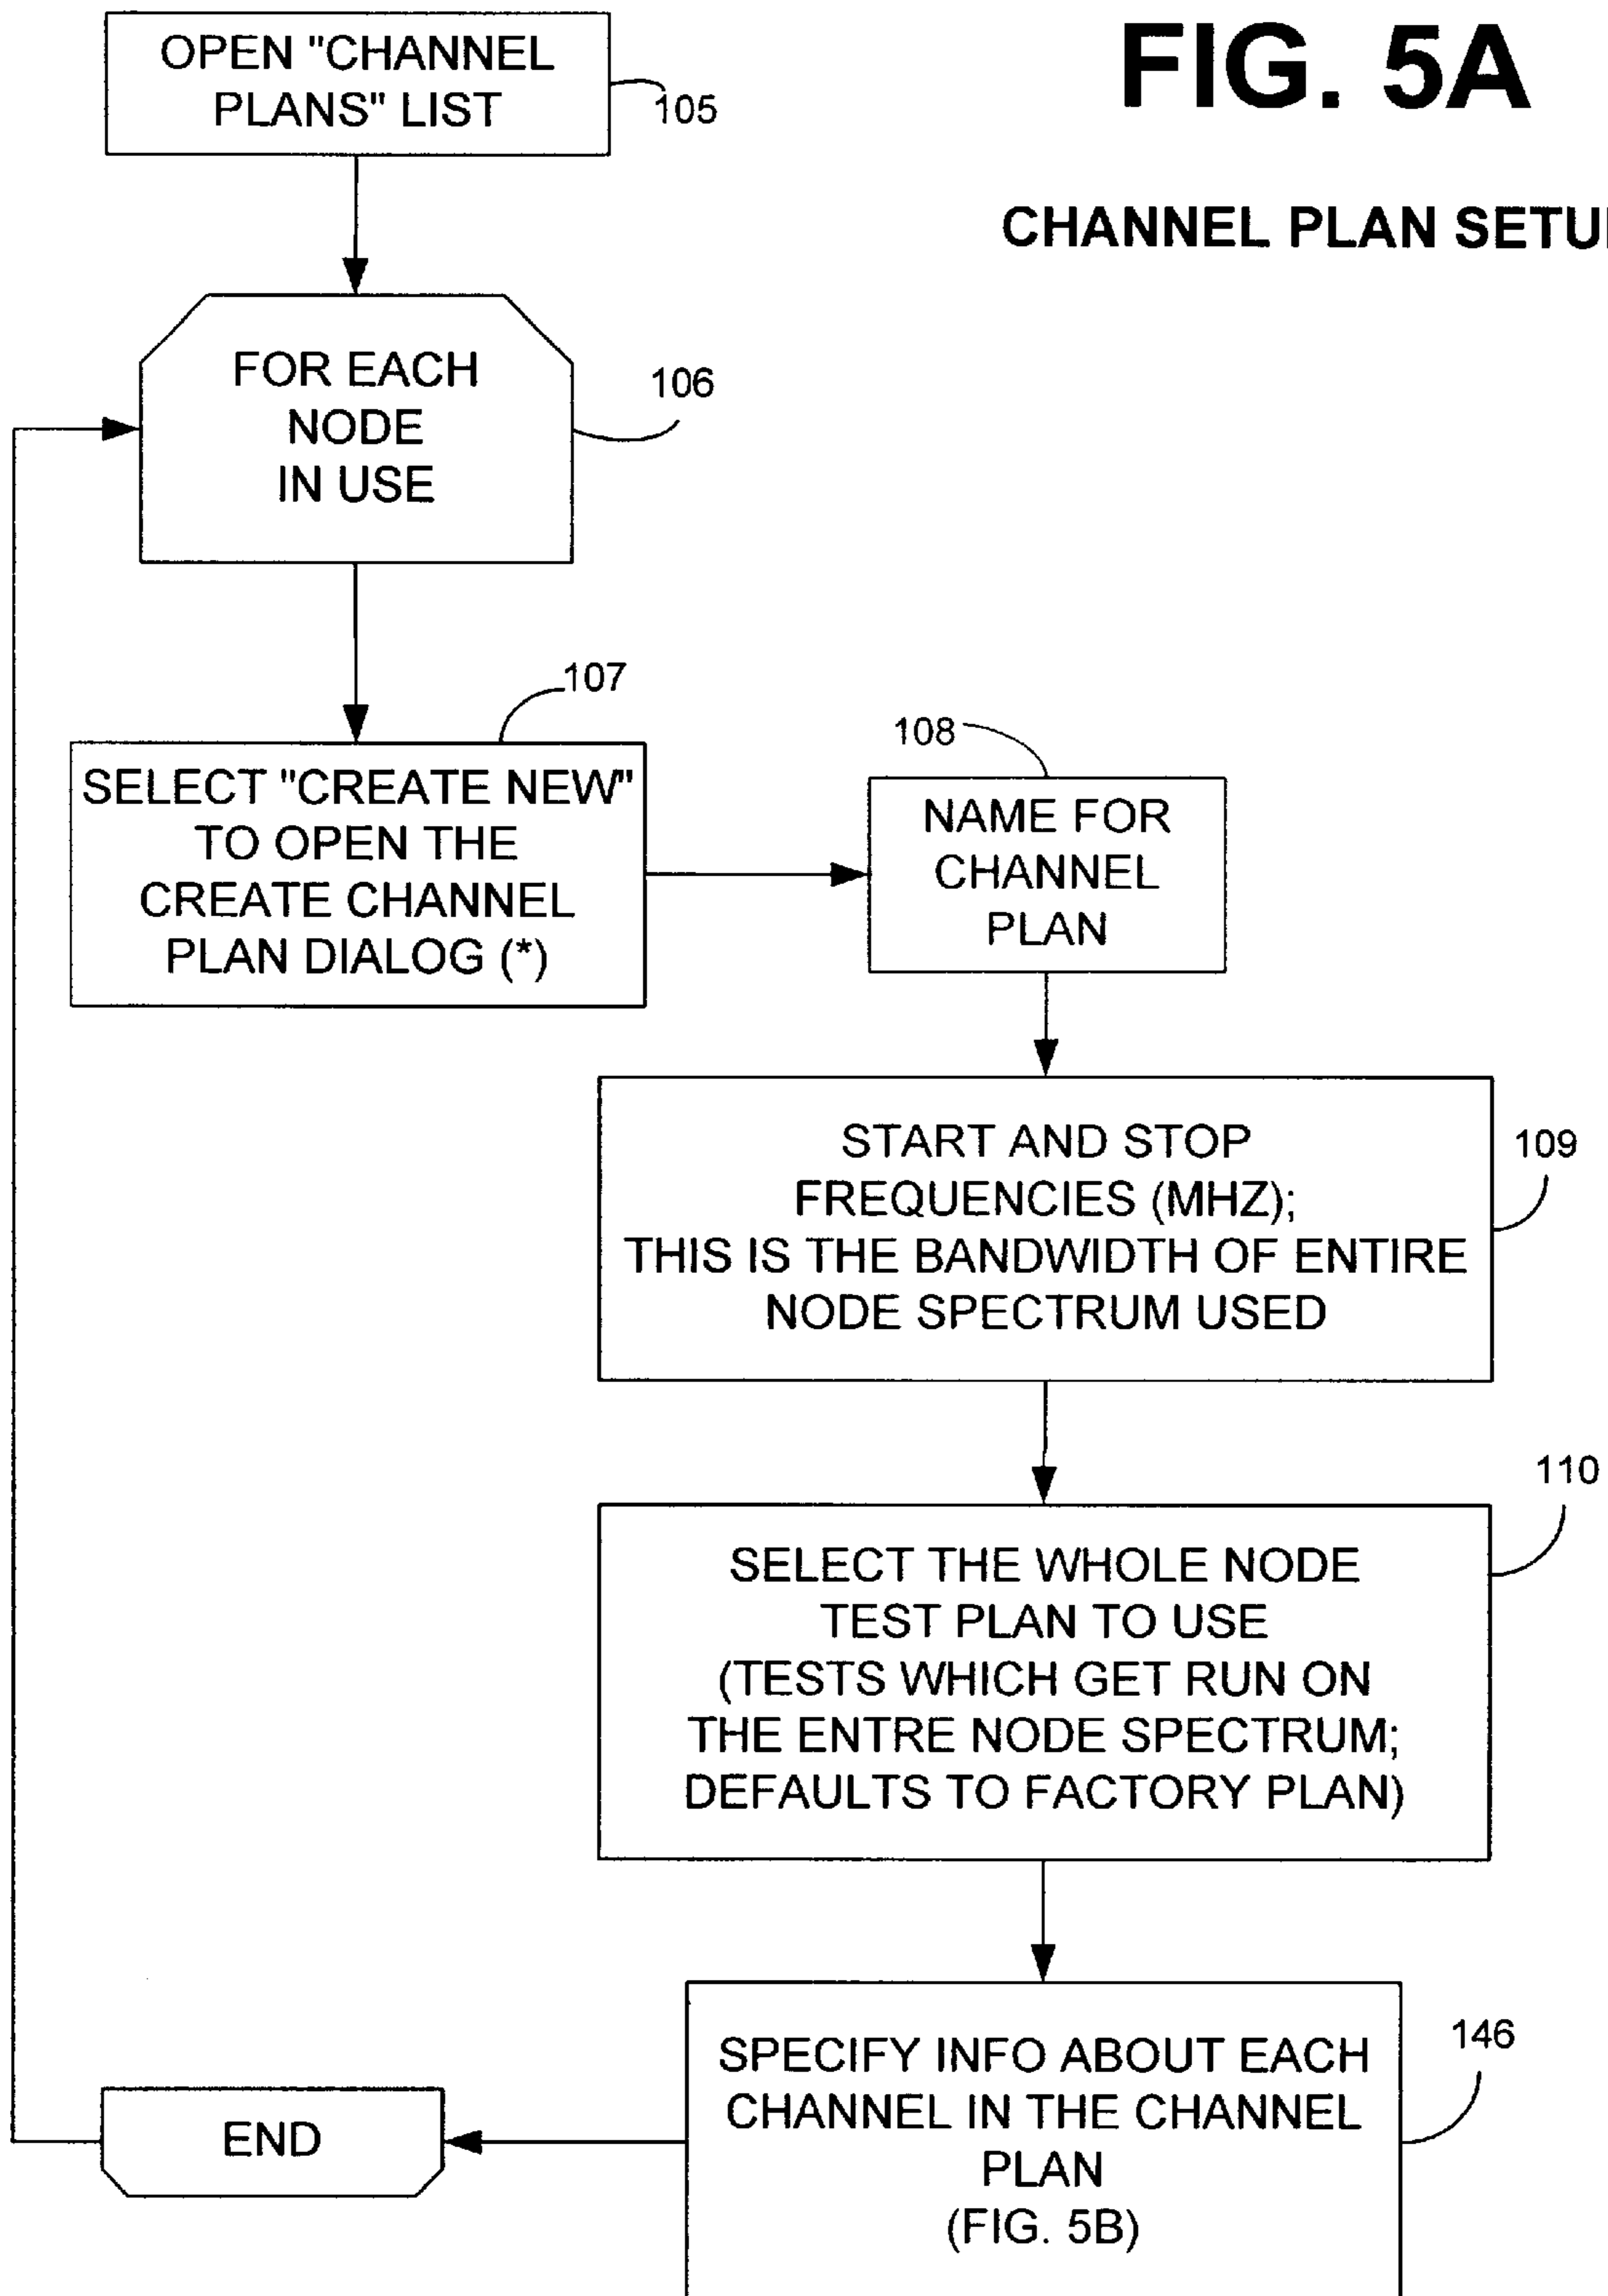 FIG. 5A
CHANNEL PLAN SETU
OPEN "CHANNEL
PLANS" LIST
105
FOR EACH
NODE
IN USE
106
107
SELECT "CREATE NEW"
TO OPEN THE
CREATE CHANNEL
PLAN DIALOG (*)
108
NAME FOR
CHANNEL
PLAN
START AND STOP
FREQUENCIES (MHZ);
THIS IS THE BANDWIDTH OF ENTIRE
NODE SPECTRUM USED
109
110
SELECT THE WHOLE NODE
TEST PLAN TO USE
(TESTS WHICH GET RUN ON
THE ENTRE NODE SPECTRUM;
DEFAULTS TO FACTORY PLAN)
SPECIFY INFO ABOUT EACH
CHANNEL IN THE CHANNEL
PLAN
(FIG. 5B)
146
END